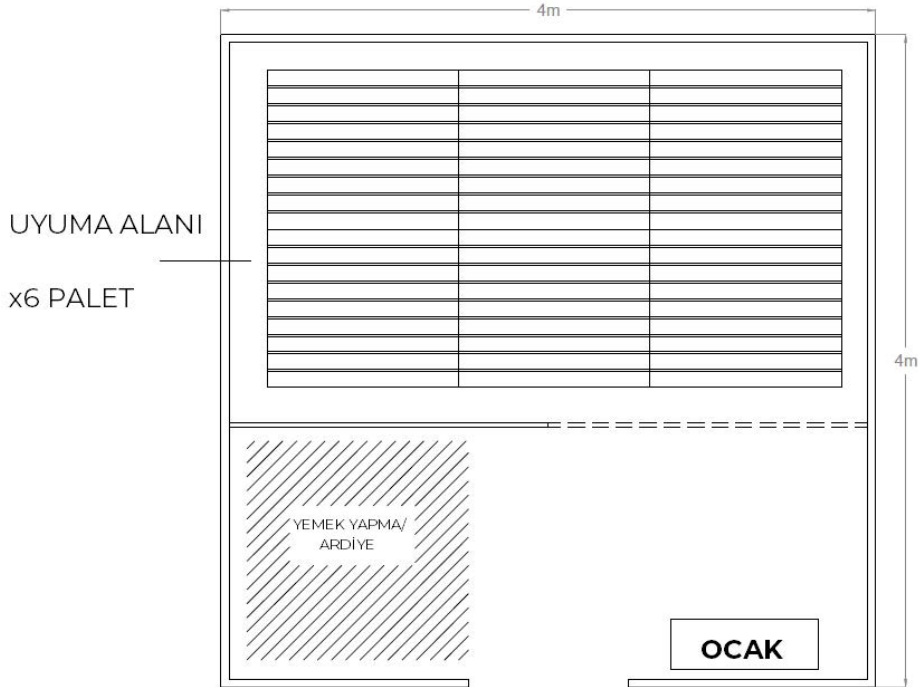 4m
UYUMA ALANI
x6 PALET
4m
YEMEK YAPMA/
ARDİYE
OCAK